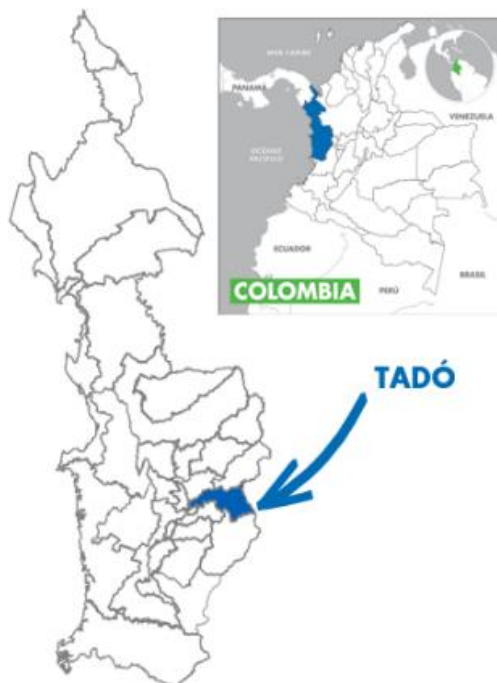 MAR CARIBE
PANAMÁ
VENEZUELA
OCÉANO
PACÍFICO
ECUADOR
BRASIL
PERÚ
COLOMBIA
TADÓ